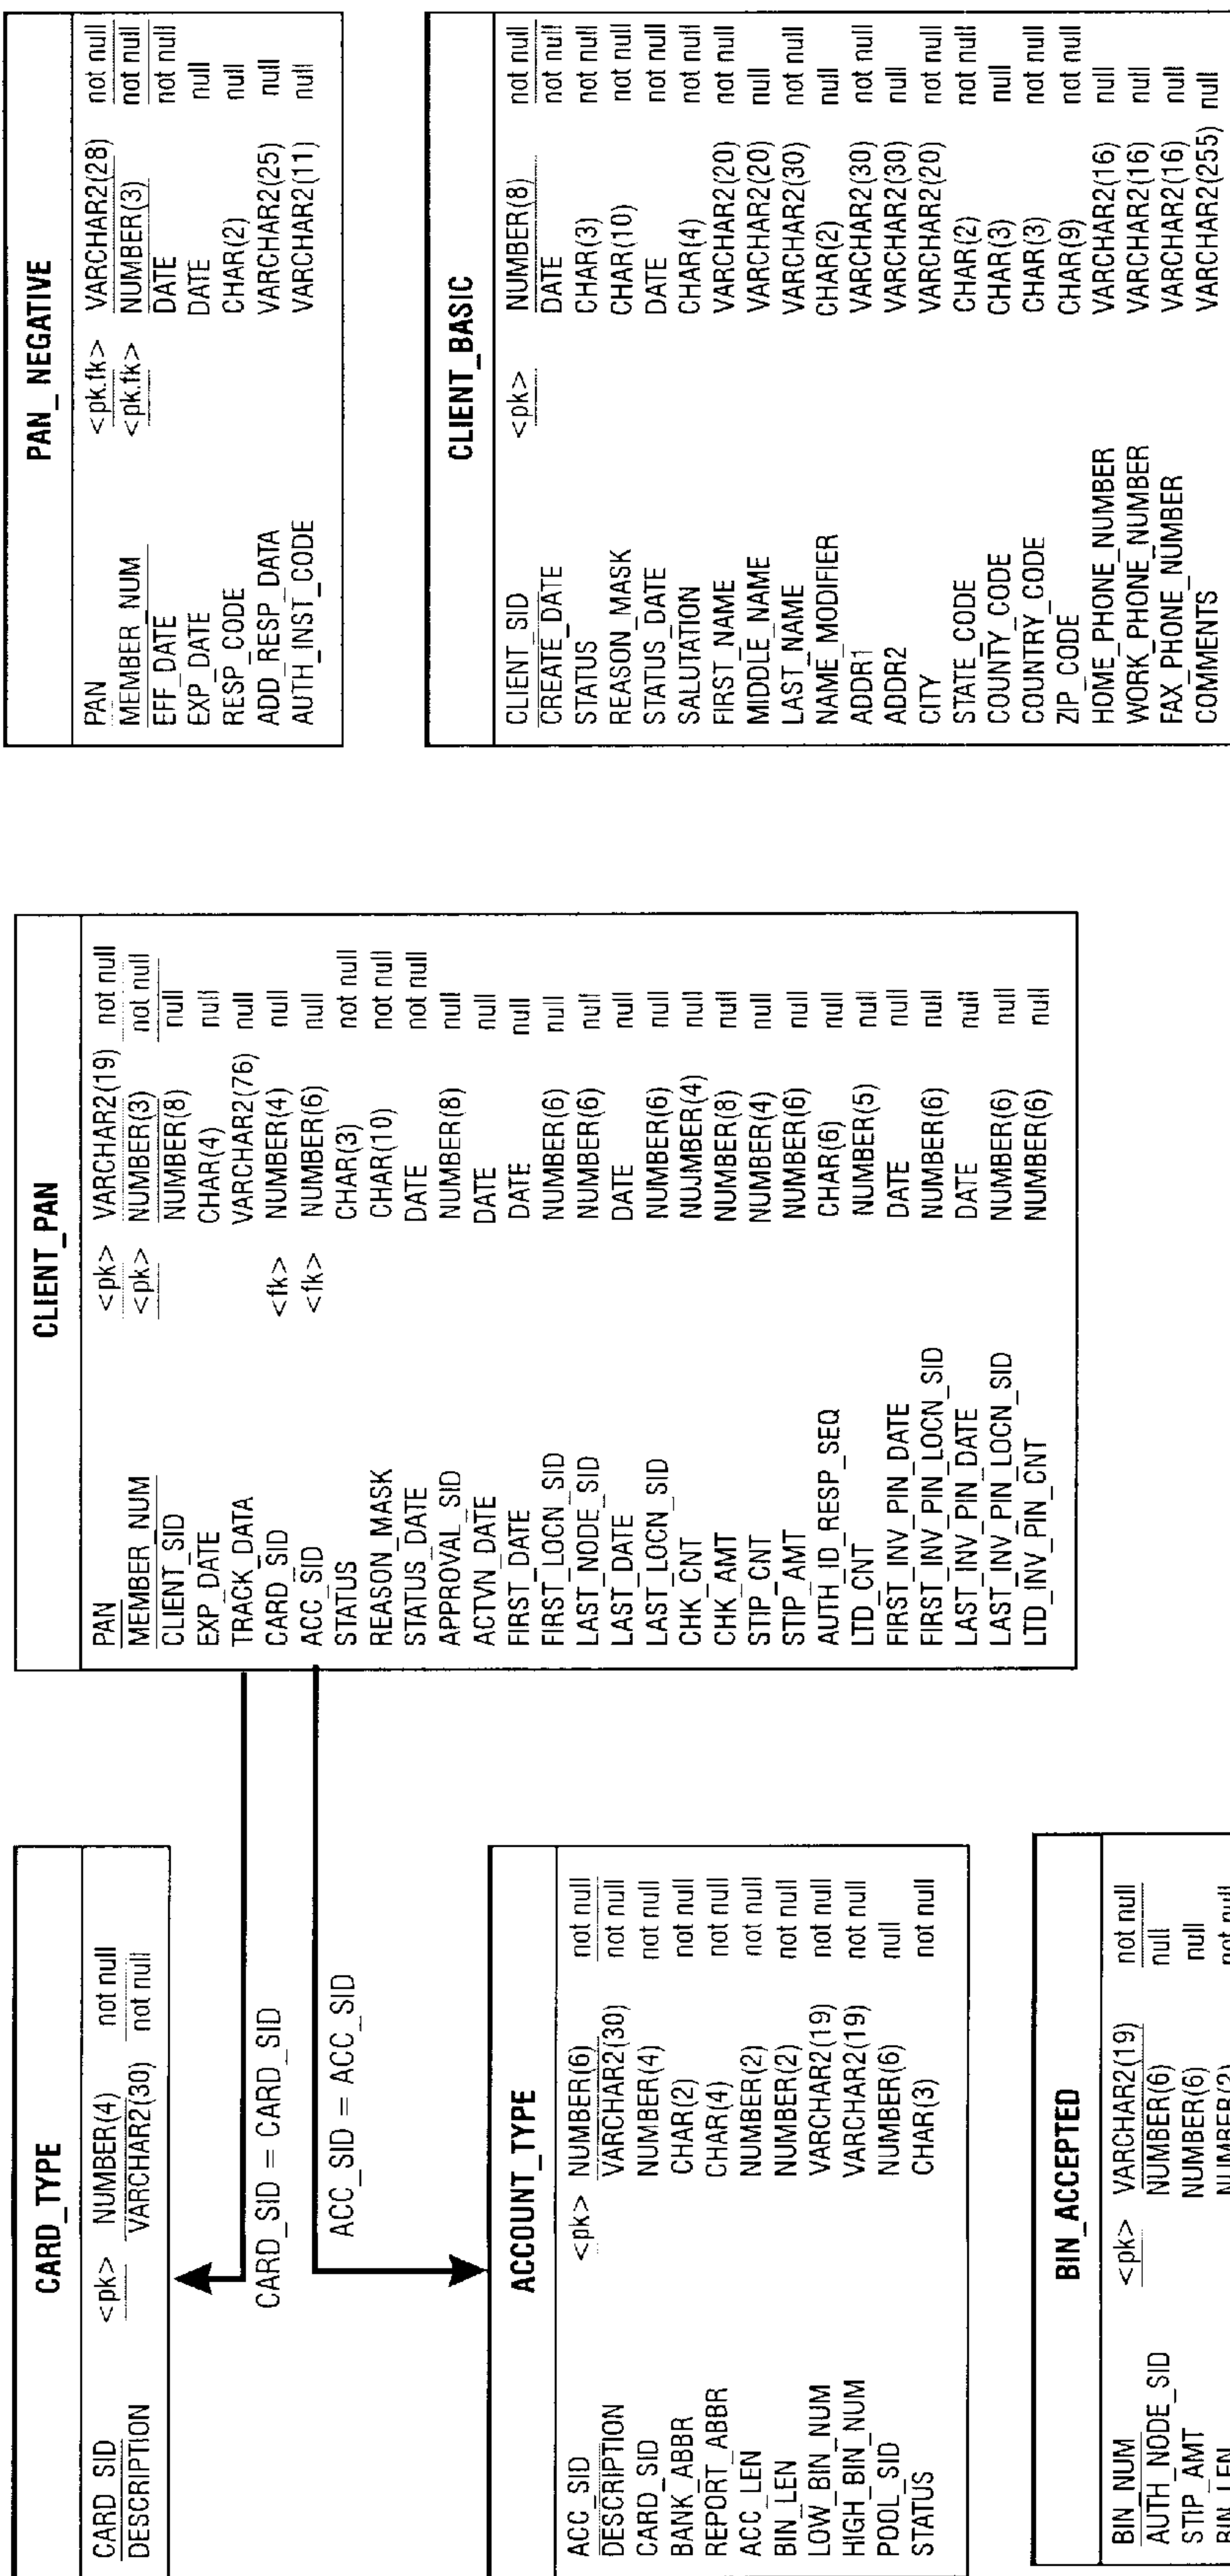 CARD_TYPE
CARD_SID <pk> NUMBER(4) not null
DESCRIPTION VARCHAR2(30) not null
CARD_SID = CARD_SID
ACC_SID = ACC_SID
ACCOUNT_TYPE
ACC_SID <pk> NUMBER(6) not null
DESCRIPTION VARCHAR2(30) not null
CARD_SID NUMBER(4) not null
BANK_ABBR CHAR(2) not null
REPORT_ABBR CHAR(4) not null
ACC_LEN NUMBER(2) not null
BIN_LEN NUMBER(2) not null
LOW_BIN_NUM VARCHAR2(19) not null
HIGH_BIN_NUM VARCHAR2(19) not null
POOL_SID NUMBER(6) null
STATUS CHAR(3) not null
BIN_ACCEPTED
BIN_NUM <pk> VARCHAR2(19) not null
AUTH_NODE_SID NUMBER(6) null
STIP_AMT NUMBER(6) null
BIN_LEN NUMBER(2) not null
CLIENT_PAN
PAN <pk> VARCHAR2(19) not null
MEMBER_NUM <pk> NUMBER(3) not null
CLIENT_SID NUMBER(8) null
EXP_DATE CHAR(4) null
TRACK_DATA VARCHAR2(76) null
CARD_SID <fk> NUMBER(4) null
ACC_SID <fk> NUMBER(6) null
STATUS CHAR(3) not null
REASON_MASK CHAR(10) not null
STATUS_DATE DATE not null
APPROVAL_SID NUMBER(8) null
ACTVN_DATE DATE null
FIRST_DATE DATE null
FIRST_LOCN_SID NUMBER(6) null
LAST_NODE_SID NUMBER(6) null
LAST_DATE DATE null
LAST_LOCN_SID NUMBER(6) null
CHK_CNT NUJMBER(4) null
CHK_AMT NUMBER(8) null
STIP_CNT NUMBER(4) null
STIP_AMT NUMBER(6) null
AUTH_ID_RESP_SEQ CHAR(6) null
LTD_CNT NUMBER(5) null
FIRST_INV_PIN_DATE DATE null
FIRST_INV_PIN_LOCN_SID NUMBER(6) null
LAST_INV_PIN_DATE DATE null
LAST_INV_PIN_LOCN_SID NUMBER(6) null
LTD_INV_PIN_CNT NUMBER(6) null
PAN_NEGATIVE
PAN <pk.fk> VARCHAR2(28) not null
MEMBER_NUM <pk.fk> NUMBER(3) not null
EFF_DATE DATE not null
EXP_DATE DATE null
RESP_CODE CHAR(2) null
ADD_RESP_DATA VARCHAR2(25) null
AUTH_INST_CODE VARCHAR2(11) null
CLIENT_BASIC
CLIENT_SID <pk> NUMBER(8) not null
CREATE_DATE DATE not null
STATUS CHAR(3) not null
REASON_MASK CHAR(10) not null
STATUS_DATE DATE not null
SALUTATION CHAR(4) not null
FIRST_NAME VARCHAR2(20) not null
MIDDLE_NAME VARCHAR2(20) null
LAST_NAME VARCHAR2(30) not null
NAME_MODIFIER CHAR(2) null
ADDR1 VARCHAR2(30) not null
ADDR2 VARCHAR2(30) null
CITY VARCHAR2(20) not null
STATE_CODE CHAR(2) not null
COUNTY_CODE CHAR(3) null
COUNTRY_CODE CHAR(3) not null
ZIP_CODE CHAR(9) not null
HOME_PHONE_NUMBER VARCHAR2(16) null
WORK_PHONE_NUMBER VARCHAR2(16) null
FAX_PHONE_NUMBER VARCHAR2(16) null
COMMENTS VARCHAR2(255) null